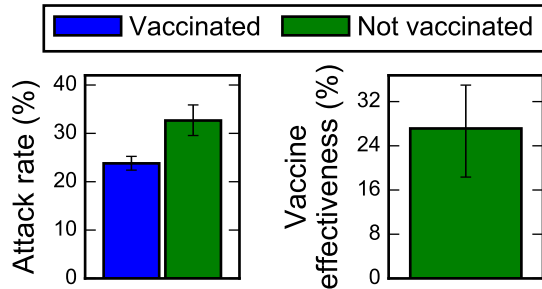 Vaccinated Not vaccinated
Attack rate (%)
40
30
20
10
0
Vaccine
effectiveness (%)
32
24
16
8
0